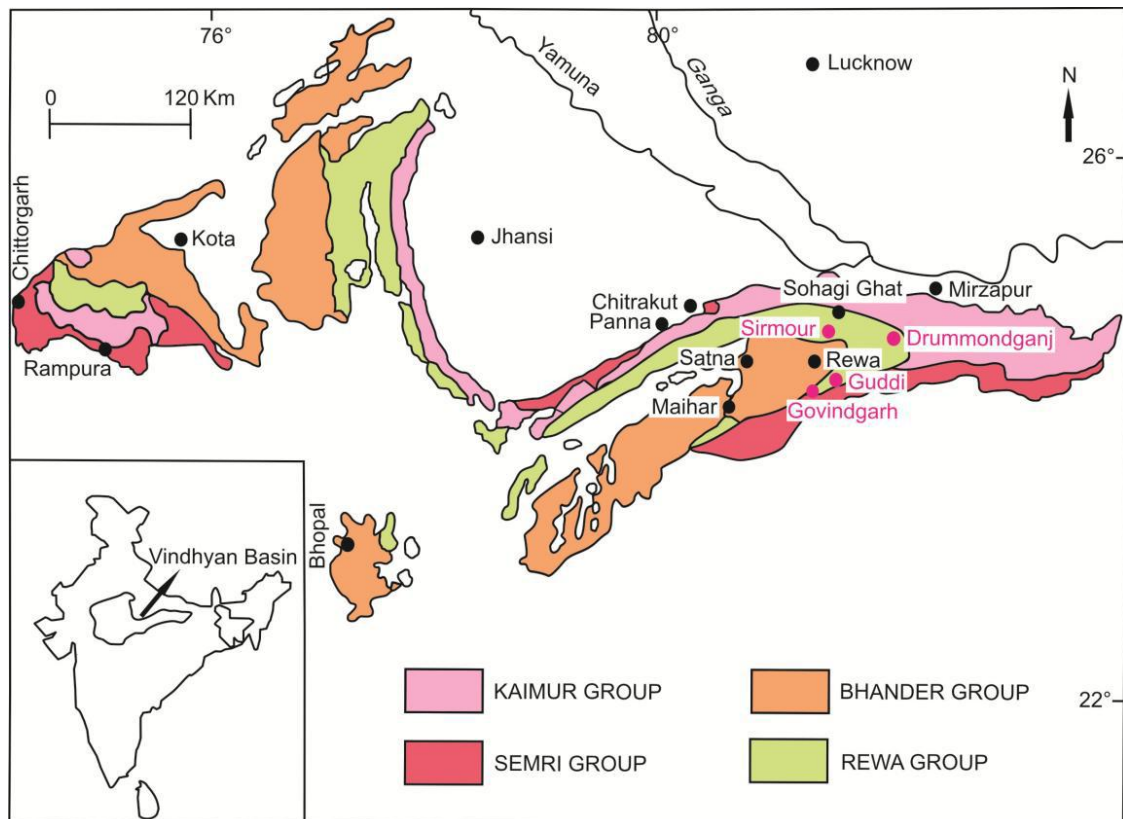 76°
80°
0 120 Km
Yamuna
Ganga
Lucknow
N
26°
Chittorgarh
Kota
Jhansi
Rampura
Chitrakut
Panna
Sohagi Ghat
Mirzapur
Sirmour
Drummondganj
Satna
Rewa
Guddi
Maihar
Govindgarh
Bhopal
Vindhyan Basin
KAIMUR GROUP
BHANDER GROUP
22°
SEMRI GROUP
REWA GROUP